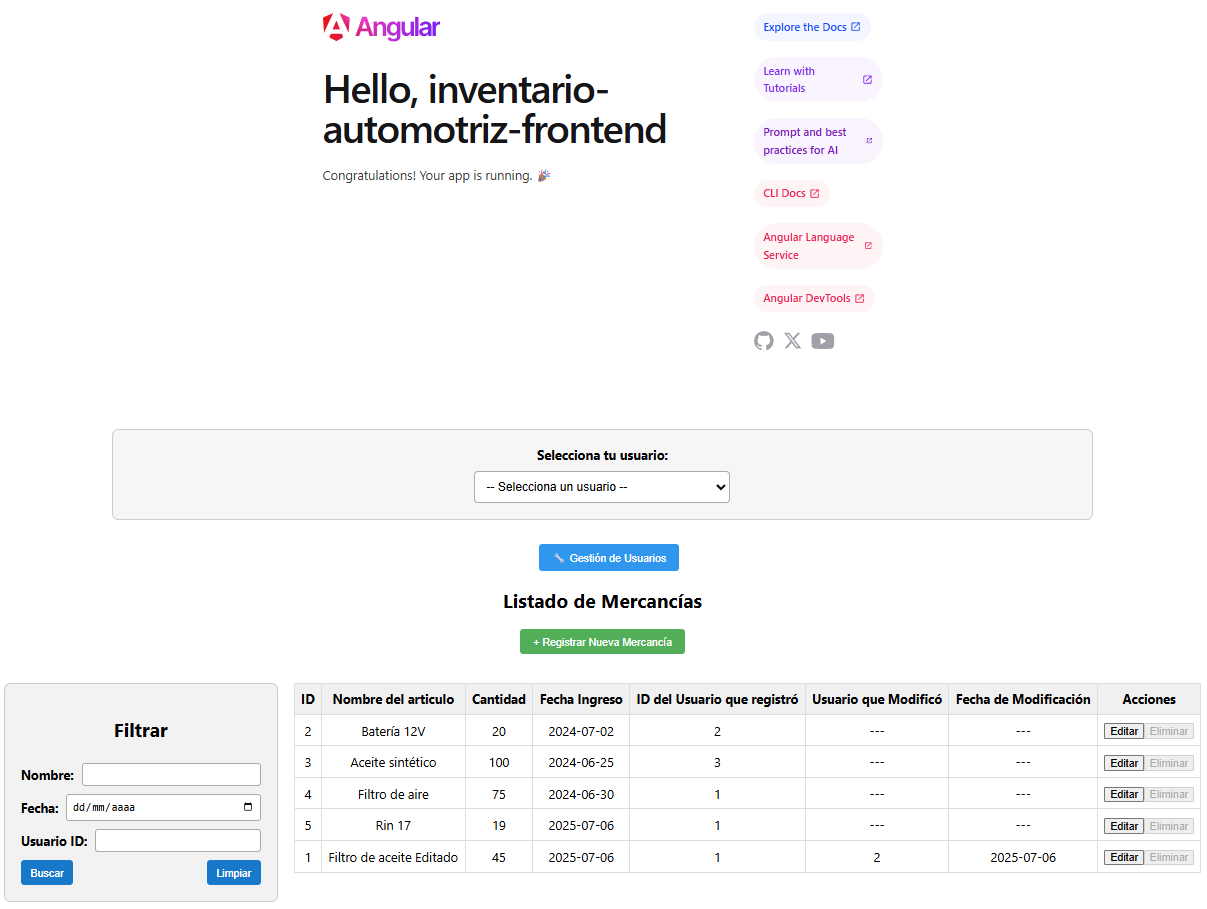 Angular
Hello, inventario-
automotriz-frontend
Congratulations! Your app is running. 🎉
Explore the Docs
Learn with
Tutorials
Prompt and best
practices for AI
CLI Docs
Angular Language
Service
Angular DevTools
Selecciona tu usuario:
-- Selecciona un usuario --
🔧 Gestión de Usuarios
Listado de Mercancías
+ Registrar Nueva Mercancía
Filtrar
Nombre:
Fecha: dd/mm/aaaa
Usuario ID:
Buscar Limpiar
ID Nombre del articulo Cantidad Fecha Ingreso ID del Usuario que registró Usuario que Modificó Fecha de Modificación Acciones
2 Batería 12V 20 2024-07-02 2 --- --- Editar Eliminar
3 Aceite sintético 100 2024-06-25 3 --- --- Editar Eliminar
4 Filtro de aire 75 2024-06-30 1 --- --- Editar Eliminar
5 Rin 17 19 2025-07-06 1 --- --- Editar Eliminar
1 Filtro de aceite Editado 45 2025-07-06 1 2 2025-07-06 Editar Eliminar